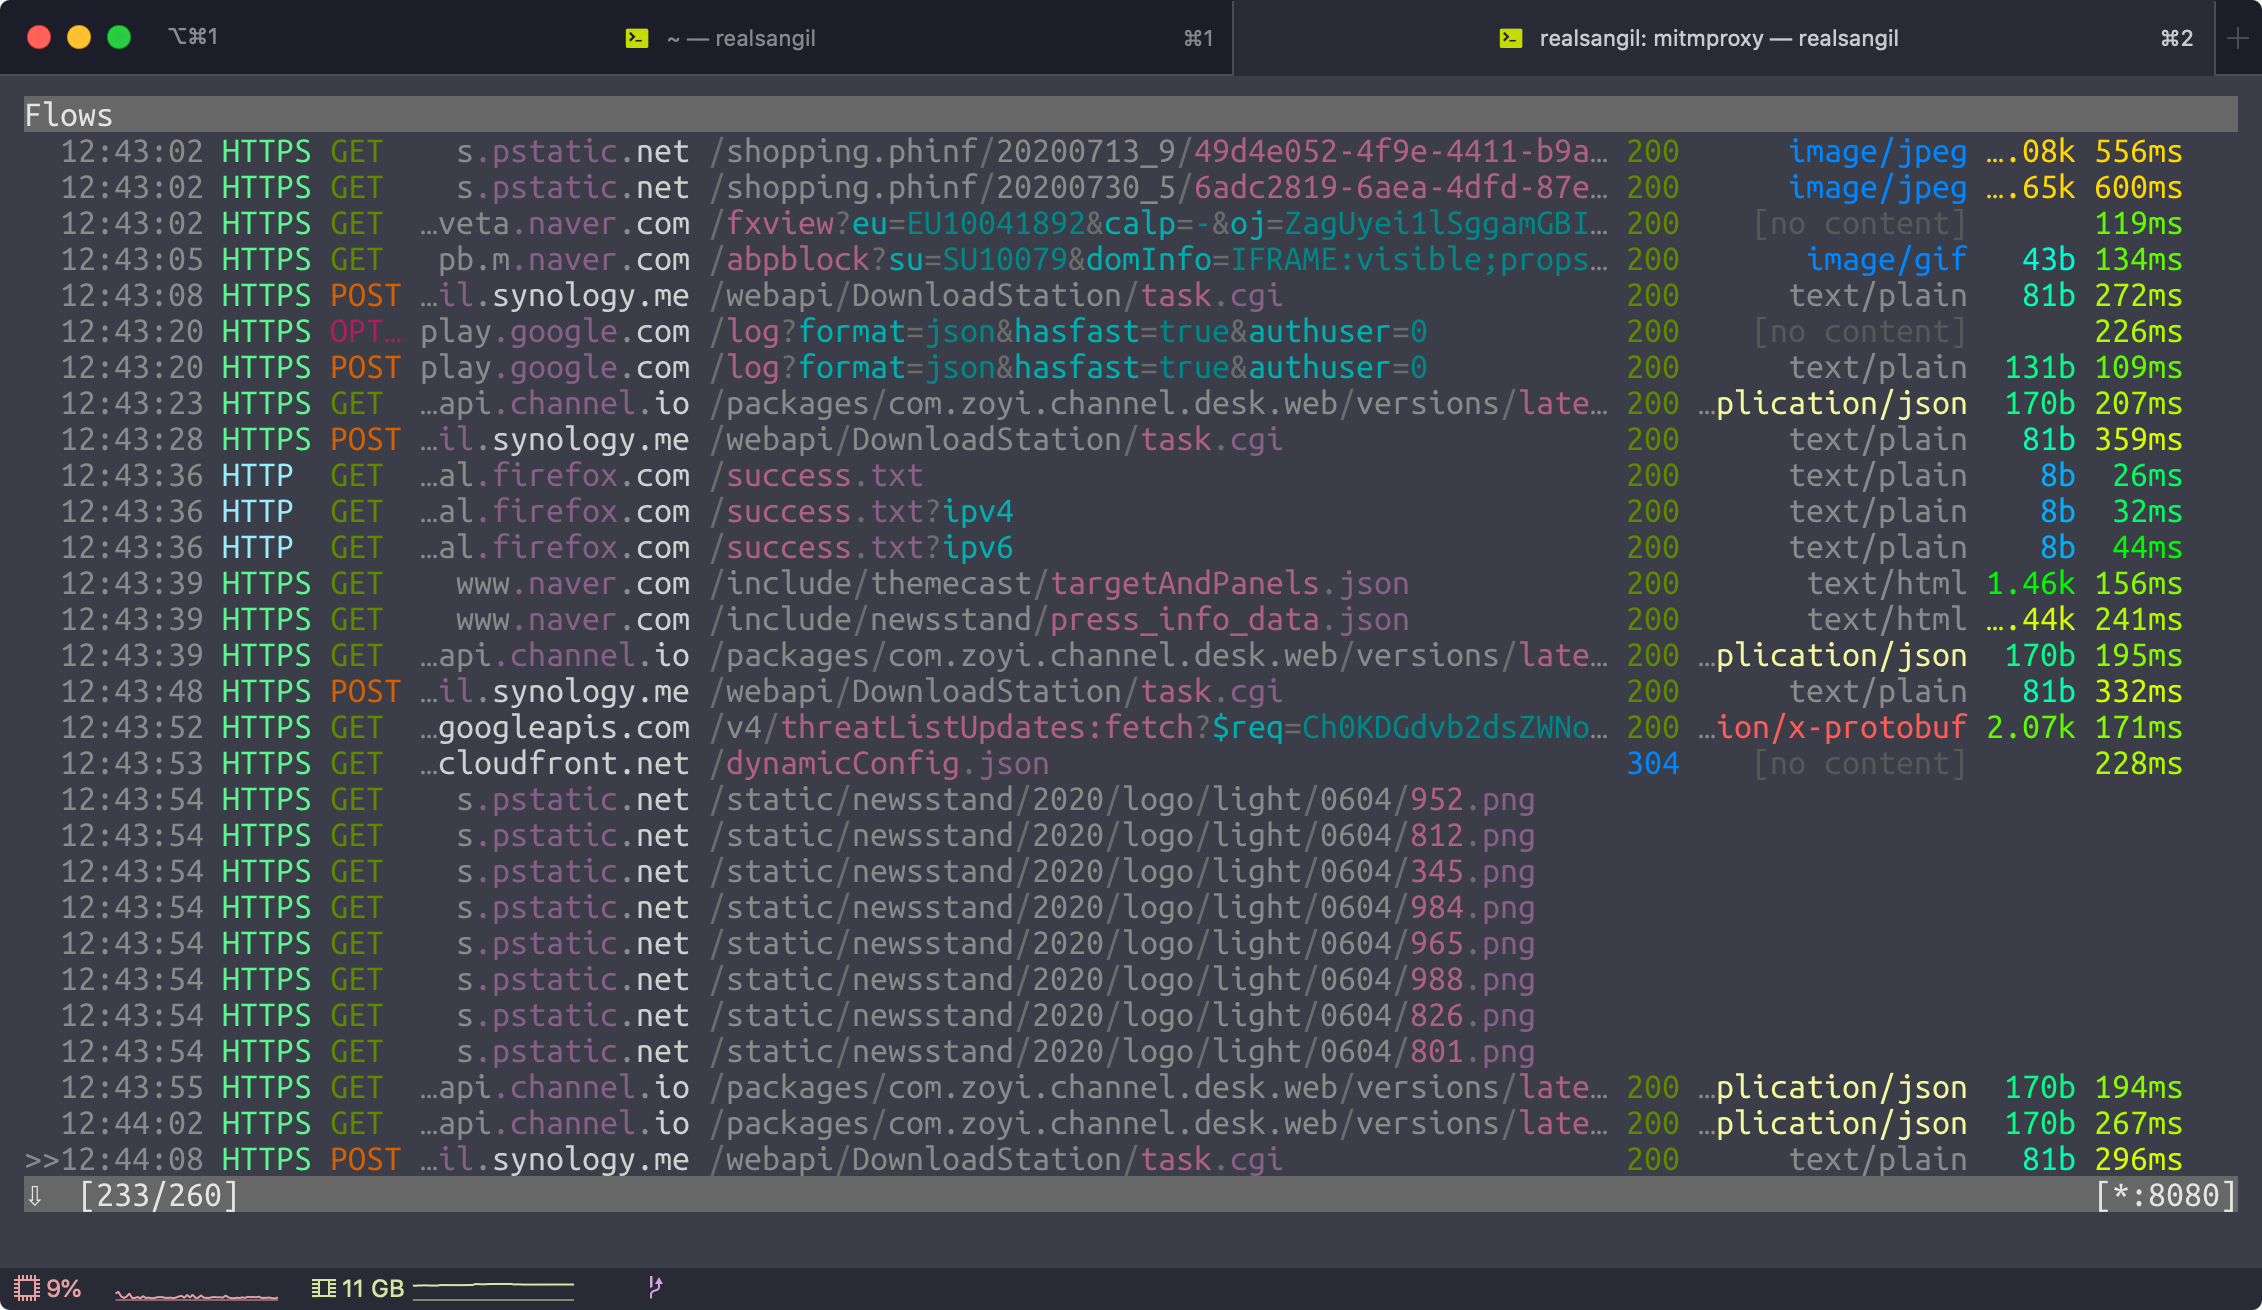 ⌥⌘1
~ — realsangil ⌘1
realsangil: mitmproxy — realsangil ⌘2
Flows
12:43:02 HTTPS GET s.pstatic.net /shopping.phinf/20200713_9/49d4e052-4f9e-4411-b9a… 200 image/jpeg ….08k 556ms
12:43:02 HTTPS GET s.pstatic.net /shopping.phinf/20200730_5/6adc2819-6aea-4dfd-87e… 200 image/jpeg ….65k 600ms
12:43:02 HTTPS GET …veta.naver.com /fxview?eu=EU10041892&calp=-&oj=ZagUyei1lSggamGBI… 200 [no content] 119ms
12:43:05 HTTPS GET pb.m.naver.com /abpblock?su=SU10079&domInfo=IFRAME:visible;props… 200 image/gif 43b 134ms
12:43:08 HTTPS POST …il.synology.me /webapi/DownloadStation/task.cgi 200 text/plain 81b 272ms
12:43:20 HTTPS OPT… play.google.com /log?format=json&hasfast=true&authuser=0 200 [no content] 226ms
12:43:20 HTTPS POST play.google.com /log?format=json&hasfast=true&authuser=0 200 text/plain 131b 109ms
12:43:23 HTTPS GET …api.channel.io /packages/com.zoyi.channel.desk.web/versions/late… 200 …plication/json 170b 207ms
12:43:28 HTTPS POST …il.synology.me /webapi/DownloadStation/task.cgi 200 text/plain 81b 359ms
12:43:36 HTTP GET …al.firefox.com /success.txt 200 text/plain 8b 26ms
12:43:36 HTTP GET …al.firefox.com /success.txt?ipv4 200 text/plain 8b 32ms
12:43:36 HTTP GET …al.firefox.com /success.txt?ipv6 200 text/plain 8b 44ms
12:43:39 HTTPS GET www.naver.com /include/themecast/targetAndPanels.json 200 text/html 1.46k 156ms
12:43:39 HTTPS GET www.naver.com /include/newsstand/press_info_data.json 200 text/html ….44k 241ms
12:43:39 HTTPS GET …api.channel.io /packages/com.zoyi.channel.desk.web/versions/late… 200 …plication/json 170b 195ms
12:43:48 HTTPS POST …il.synology.me /webapi/DownloadStation/task.cgi 200 text/plain 81b 332ms
12:43:52 HTTPS GET …googleapis.com /v4/threatListUpdates:fetch?$req=Ch0KDGdvb2dsZWNo… 200 …ion/x-protobuf 2.07k 171ms
12:43:53 HTTPS GET …cloudfront.net /dynamicConfig.json 304 [no content] 228ms
12:43:54 HTTPS GET s.pstatic.net /static/newsstand/2020/logo/light/0604/952.png
12:43:54 HTTPS GET s.pstatic.net /static/newsstand/2020/logo/light/0604/812.png
12:43:54 HTTPS GET s.pstatic.net /static/newsstand/2020/logo/light/0604/345.png
12:43:54 HTTPS GET s.pstatic.net /static/newsstand/2020/logo/light/0604/984.png
12:43:54 HTTPS GET s.pstatic.net /static/newsstand/2020/logo/light/0604/965.png
12:43:54 HTTPS GET s.pstatic.net /static/newsstand/2020/logo/light/0604/988.png
12:43:54 HTTPS GET s.pstatic.net /static/newsstand/2020/logo/light/0604/826.png
12:43:54 HTTPS GET s.pstatic.net /static/newsstand/2020/logo/light/0604/801.png
12:43:55 HTTPS GET …api.channel.io /packages/com.zoyi.channel.desk.web/versions/late… 200 …plication/json 170b 194ms
12:44:02 HTTPS GET …api.channel.io /packages/com.zoyi.channel.desk.web/versions/late… 200 …plication/json 170b 267ms
>>12:44:08 HTTPS POST …il.synology.me /webapi/DownloadStation/task.cgi 200 text/plain 81b 296ms
⇩ [233/260] [*:8080]
9% 11 GB